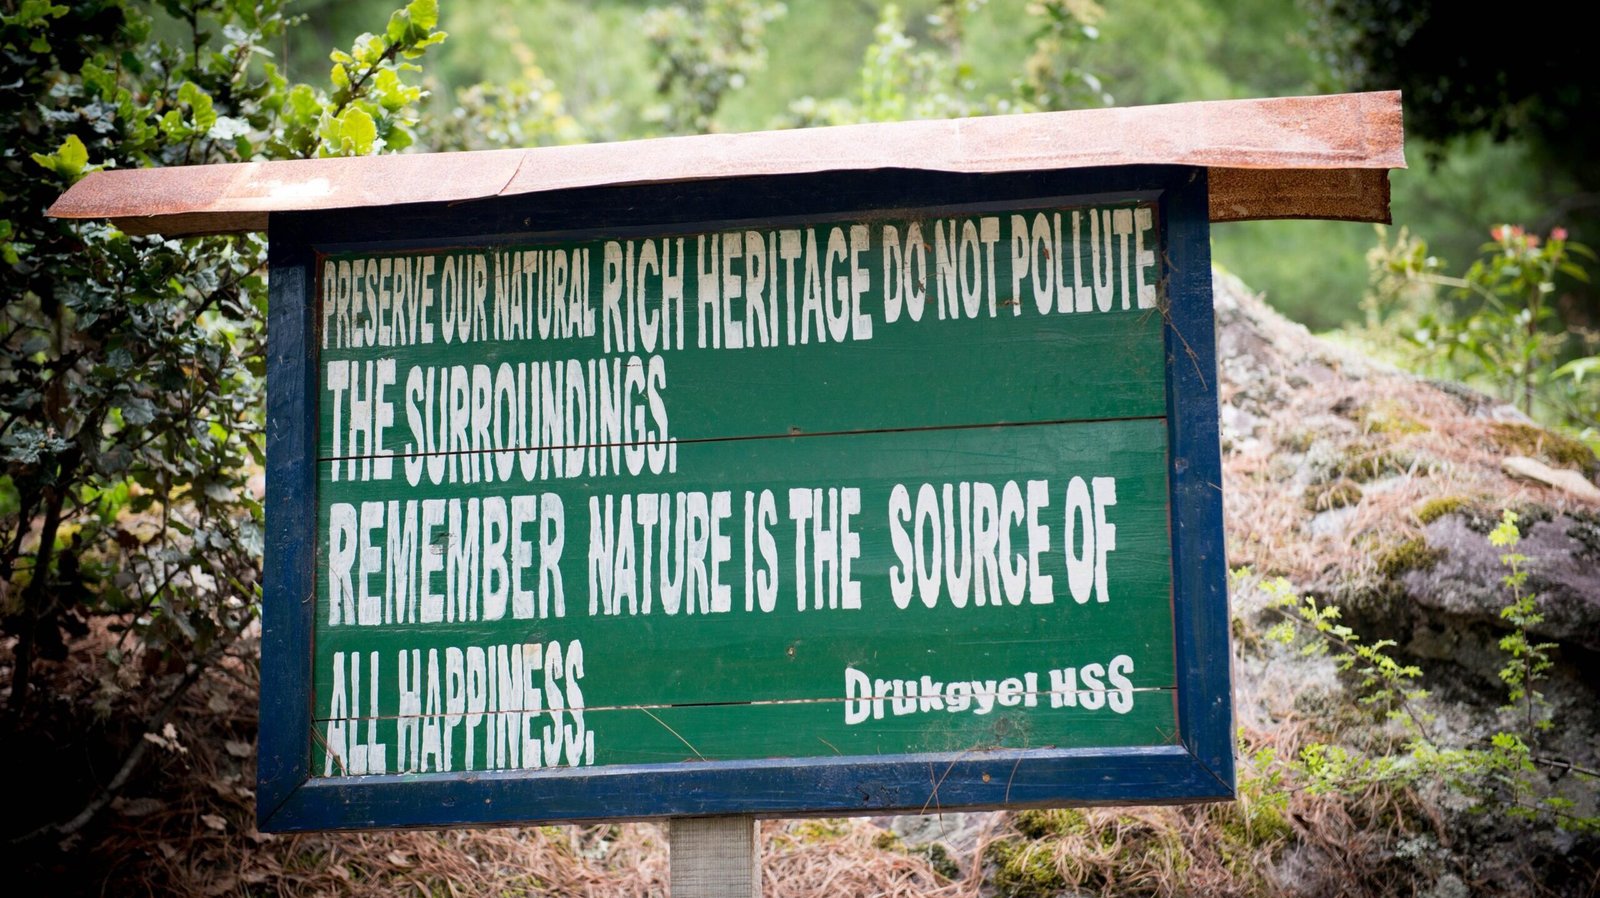 PRESERVE OUR NATURAL RICH HERITAGE DO NOT POLLUTE
THE SURROUNDINGS.
REMEMBER NATURE IS THE SOURCE OF
ALL HAPPINESS.
Drukgyel HSS